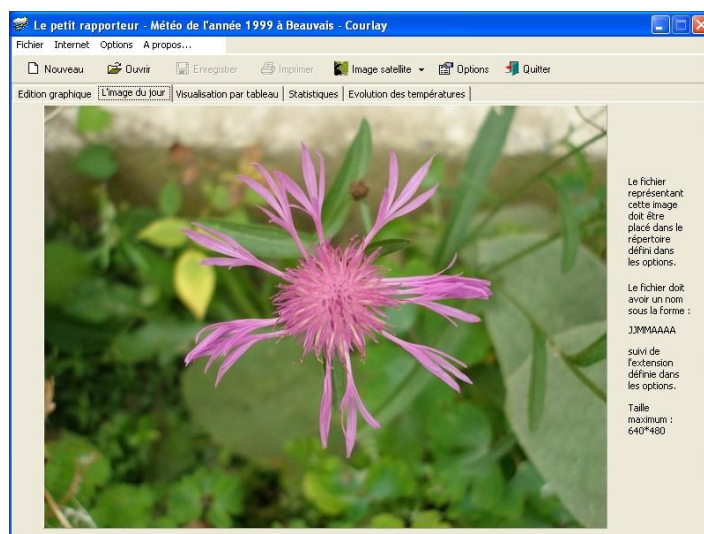 Le petit rapporteur - Météo de l'année 1999 à Beauvais - Courlay
Fichier Internet Options A propos...
Nouveau Ouvrir Enregistrer Imprimer Image satellite Options Quitter
Edition graphique L'image du jour Visualisation par tableau Statistiques Evolution des températures
Le fichier
représentant
cette image
doit être
placé dans le
répertoire
défini dans
les options.
Le fichier doit
avoir un nom
sous la forme :
JJMMAAAA
suivi de
l'extension
définie dans
les options.
Taille
maximum :
640*480